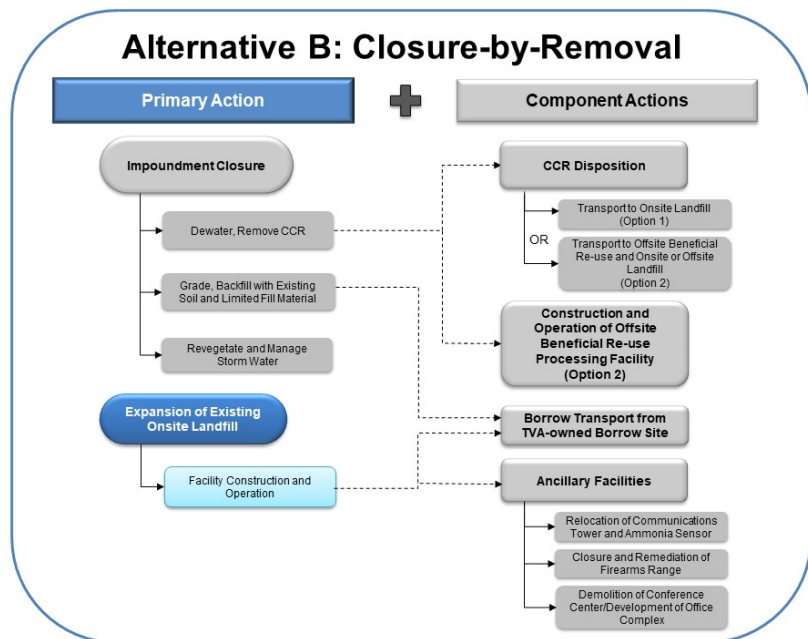 Alternative B: Closure-by-Removal
Primary Action
Component Actions
Impoundment Closure
Dewater, Remove CCR
Grade, Backfill with Existing
Soil and Limited Fill Material
Revegetate and Manage
Storm Water
Expansion of Existing
Onsite Landfill
Facility Construction and
Operation
CCR Disposition
Transport to Onsite Landfill
(Option 1)
OR
Transport to Offsite Beneficial
Re-use and Onsite or Offsite
Landfill
(Option 2)
Construction and
Operation of Offsite
Beneficial Re-use
Processing Facility
(Option 2)
Borrow Transport from
TVA-owned Borrow Site
Ancillary Facilities
Relocation of Communications
Tower and Ammonia Sensor
Closure and Remediation of
Firearms Range
Demolition of Conference
Center/Development of Office
Complex